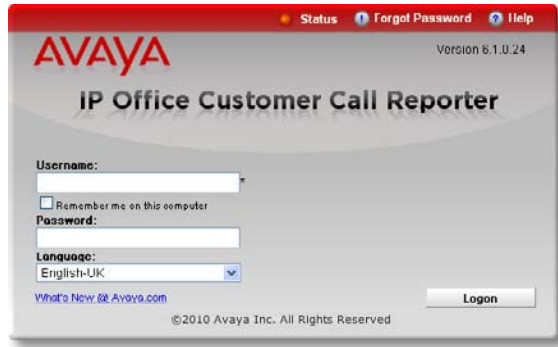 Status Forgot Password Help
AVAYA
Version 6.1.0.24
IP Office Customer Call Reporter
Username:
*
Remember me on this computer
Password:
Language:
English-UK
What's New @ Avaya.com
Logon
©2010 Avaya Inc. All Rights Reserved